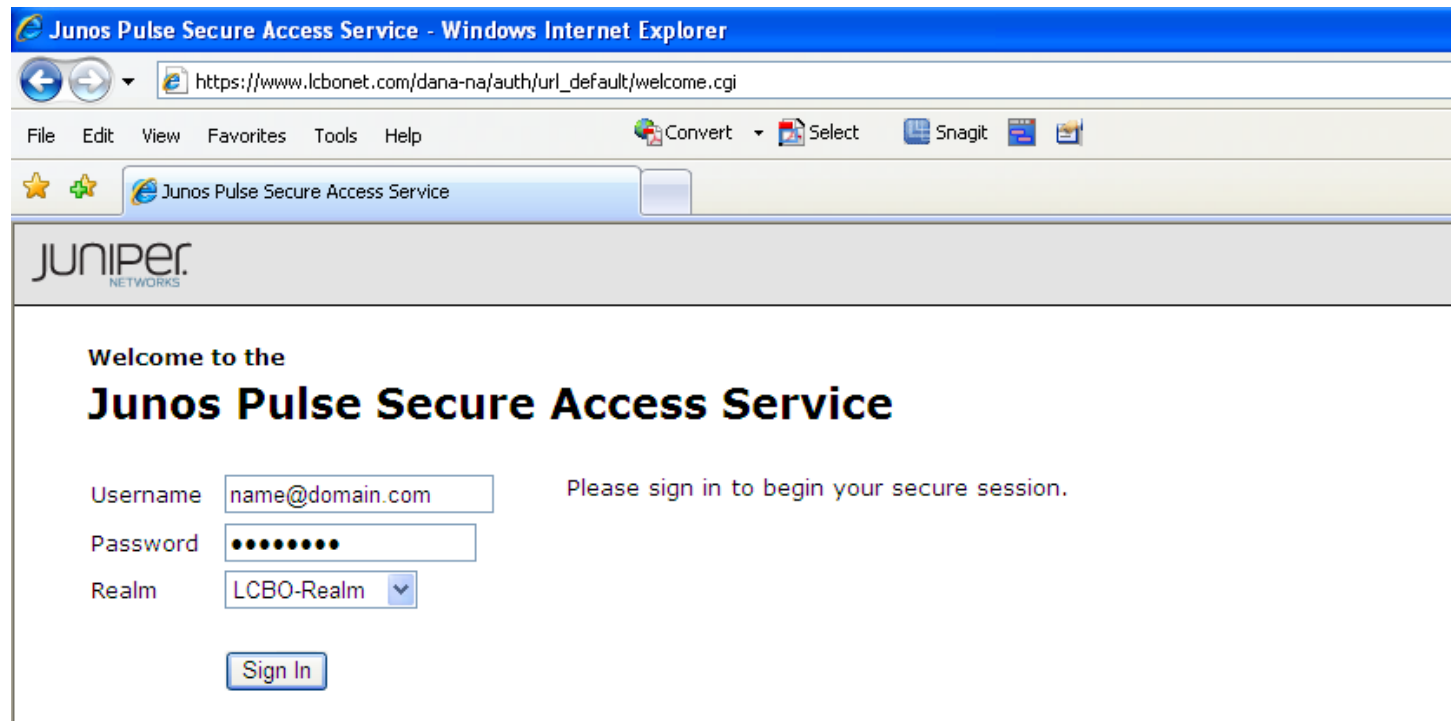 Junos Pulse Secure Access Service - Windows Internet Explorer
https://www.lcbonet.com/dana-na/auth/url_default/welcome.cgi
File Edit View Favorites Tools Help Convert Select Snagit
Junos Pulse Secure Access Service
JUNIPER
NETWORKS
Welcome to the
Junos Pulse Secure Access Service
Username name@domain.com Please sign in to begin your secure session.
Password ••••••••
Realm LCBO-Realm
Sign In